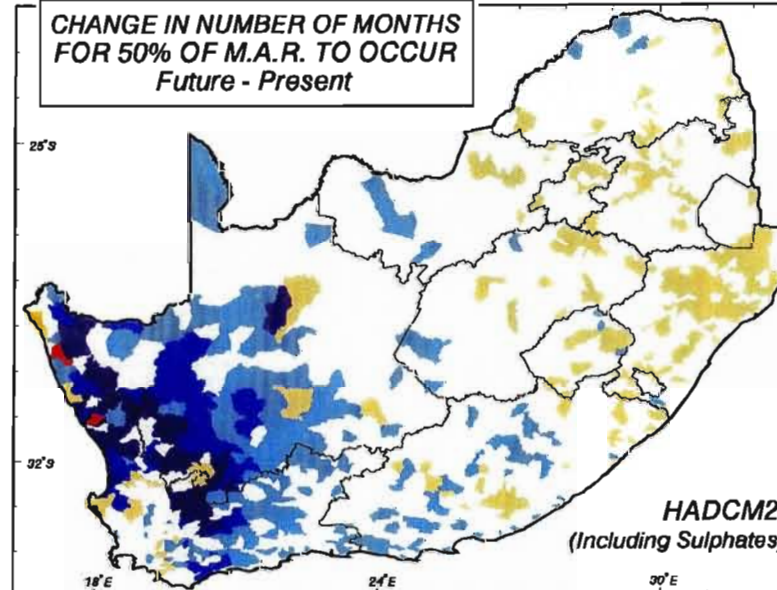 CHANGE IN NUMBER OF MONTHS
FOR 50% OF M.A.R. TO OCCUR
Future - Present
25°S
32°S
HADCM2
(Including Sulphates)
18°E
24°E
30°E